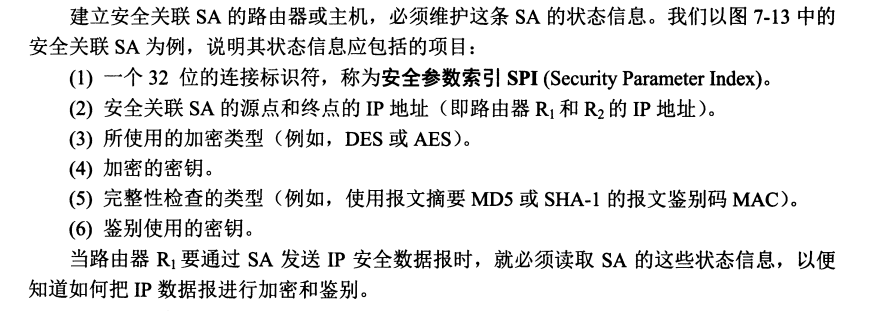 建立安全关联 SA 的路由器或主机，必须维护这条 SA 的状态信息。我们以图 7-13 中的
安全关联 SA 为例，说明其状态信息应包括的项目：
(1) 一个 32 位的连接标识符，称为安全参数索引 SPI (Security Parameter Index)。
(2) 安全关联 SA 的源点和终点的 IP 地址（即路由器 R₁ 和 R₂ 的 IP 地址）。
(3) 所使用的加密类型（例如，DES 或 AES）。
(4) 加密的密钥。
(5) 完整性检查的类型（例如，使用报文摘要 MD5 或 SHA-1 的报文鉴别码 MAC）。
(6) 鉴别使用的密钥。
当路由器 R₁ 要通过 SA 发送 IP 安全数据报时，就必须读取 SA 的这些状态信息，以便
知道如何把 IP 数据报进行加密和鉴别。